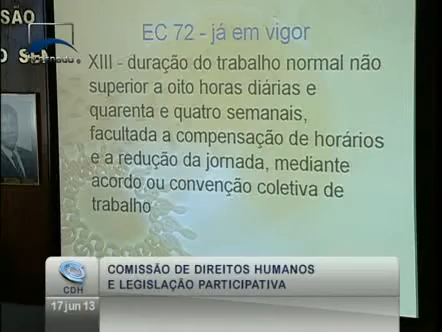 SÃO
EC 72 - já em vigor
XIII - duração do trabalho normal não
superior a oito horas diárias e
quarenta e quatro semanais,
facultada a compensação de horários
e a redução da jornada, mediante
acordo ou convenção coletiva de
trabalho
COMISSÃO DE DIREITOS HUMANOS
E LEGISLAÇÃO PARTICIPATIVA
CDH
17 jun 13